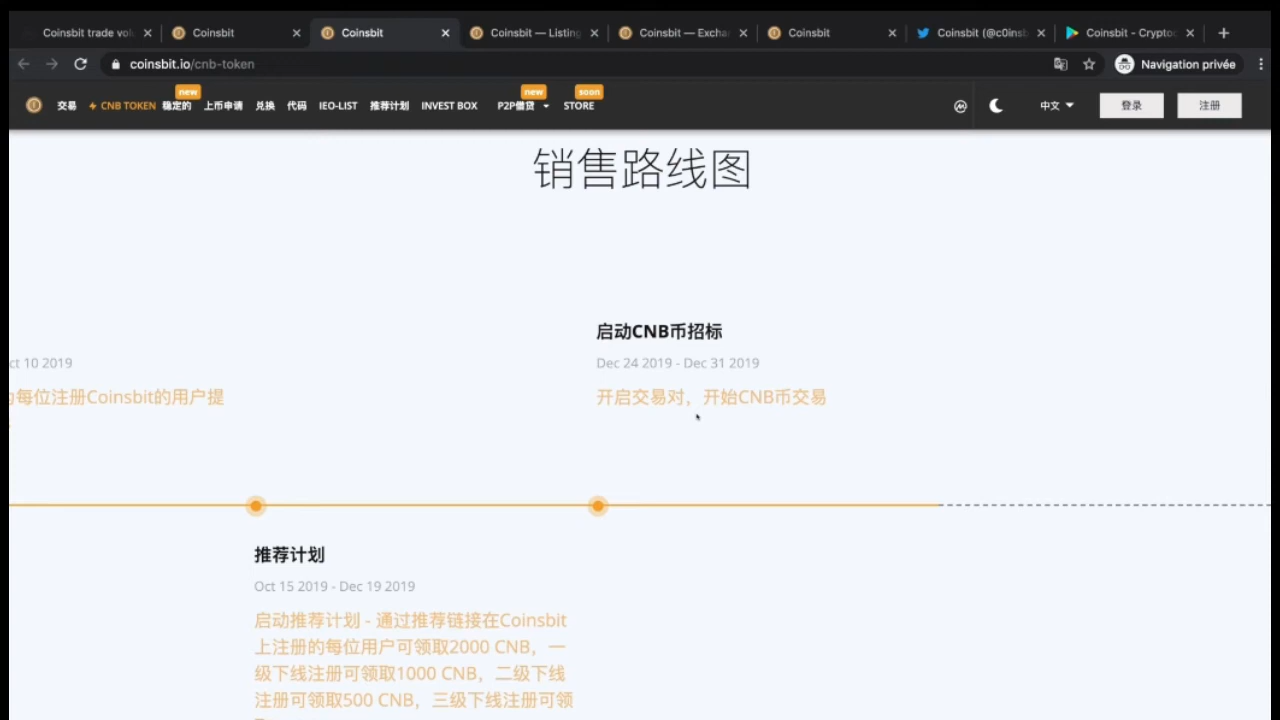 Coinsbit trade vol
Coinsbit
Coinsbit
Coinsbit — Listing
Coinsbit — Excha
Coinsbit
Coinsbit (@c0insb
Coinsbit - Cryptoc
coinsbit.io/cnb-token
Navigation privée
new
new
soon
交易
CNB TOKEN
稳定的
上币申请
兑换
代码
IEO-LIST
推荐计划
INVEST BOX
P2P借贷
STORE
中文
登录
注册
销售路线图
启动CNB币招标
ct 10 2019
Dec 24 2019 - Dec 31 2019
每位注册Coinsbit的用户提
开启交易对，开始CNB币交易
推荐计划
Oct 15 2019 - Dec 19 2019
启动推荐计划 - 通过推荐链接在Coinsbit
上注册的每位用户可领取2000 CNB，一
级下线注册可领取1000 CNB，二级下线
注册可领取500 CNB，三级下线注册可领